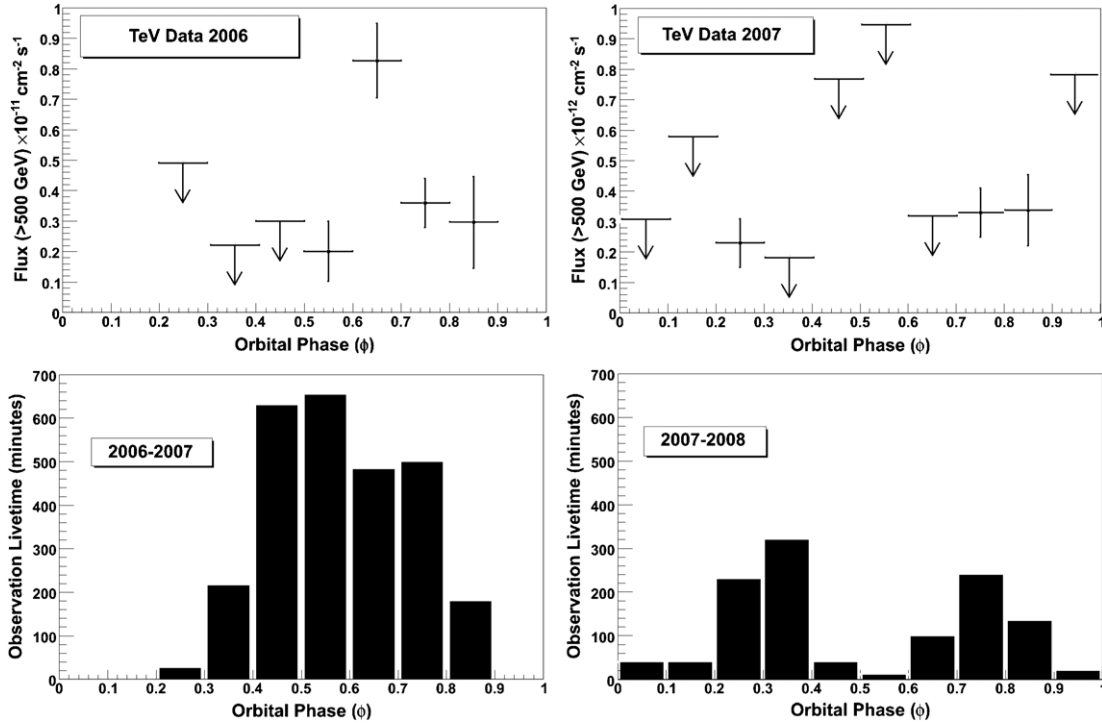 TeV Data 2006
Flux (>500 GeV) ×10⁻¹¹ cm⁻² s⁻¹
1
0.9
0.8
0.7
0.6
0.5
0.4
0.3
0.2
0.1
0
0 0.1 0.2 0.3 0.4 0.5 0.6 0.7 0.8 0.9 1
Orbital Phase (ϕ)
TeV Data 2007
Flux (>500 GeV) ×10⁻¹² cm⁻² s⁻¹
1
0.9
0.8
0.7
0.6
0.5
0.4
0.3
0.2
0.1
0
0 0.1 0.2 0.3 0.4 0.5 0.6 0.7 0.8 0.9 1
Orbital Phase (ϕ)
2006-2007
Observation Livetime (minutes)
700
600
500
400
300
200
100
0
0 0.1 0.2 0.3 0.4 0.5 0.6 0.7 0.8 0.9 1
Orbital Phase (ϕ)
2007-2008
Observation Livetime (minutes)
700
600
500
400
300
200
100
0
0 0.1 0.2 0.3 0.4 0.5 0.6 0.7 0.8 0.9 1
Orbital Phase (ϕ)